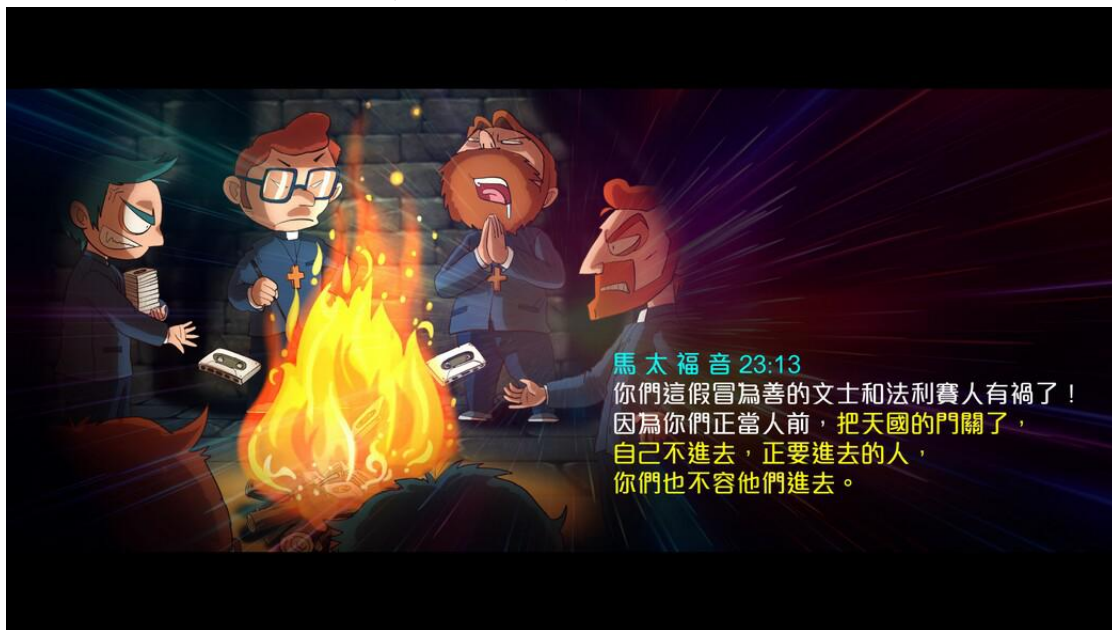 馬太福音 23:13
你們這假冒為善的文士和法利賽人有禍了！
因為你們正當人前，把天國的門關了，
自己不進去，正要進去的人，
你們也不容他們進去。